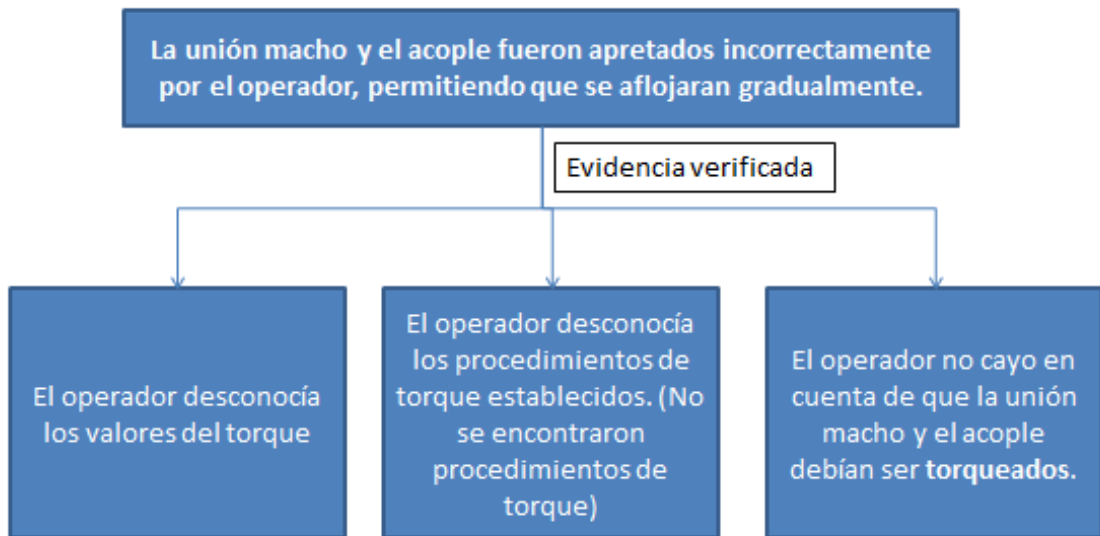 La unión macho y el acople fueron apretados incorrectamente
por el operador, permitiendo que se aflojaran gradualmente.
Evidencia verificada
El operador desconocía
los valores del torque
El operador desconocía
los procedimientos de
torque establecidos. (No
se encontraron
procedimientos de
torque)
El operador no cayo en
cuenta de que la unión
macho y el acople
debían ser torqueados.